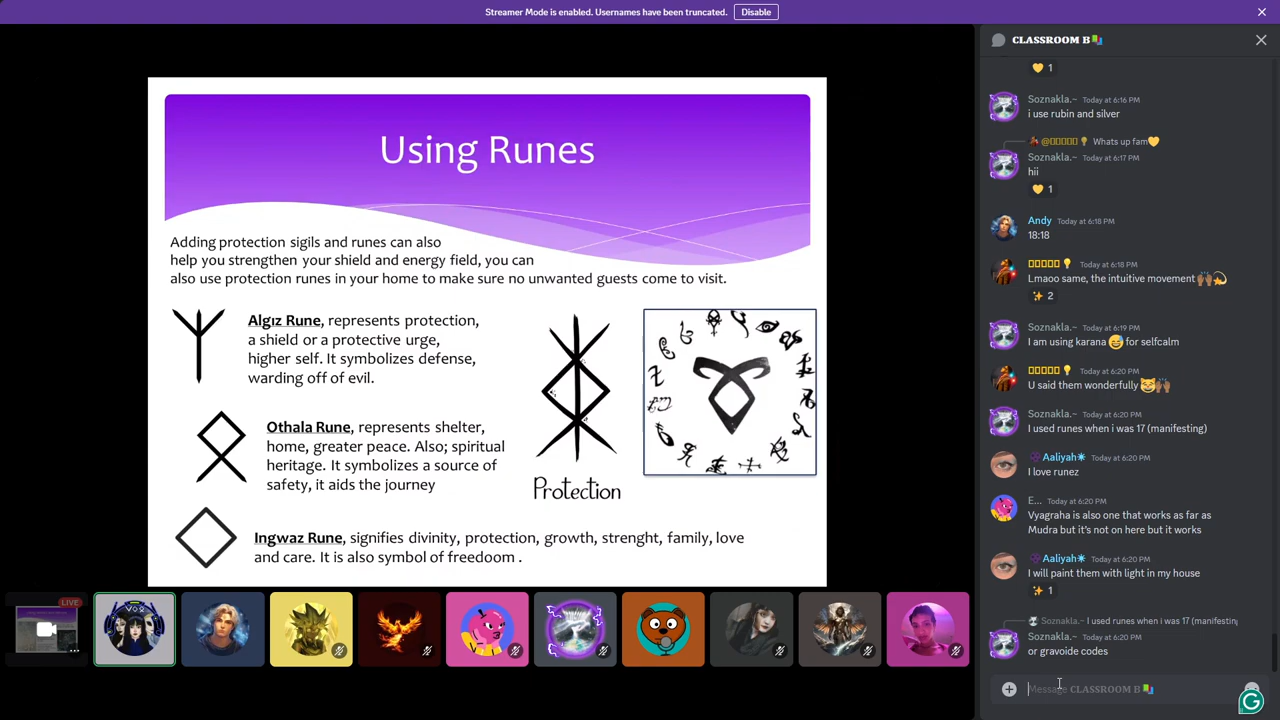 Streamer Mode is enabled. Usernames have been truncated.
Disable
Using Runes
Adding protection sigils and runes can also
help you strengthen your shield and energy field, you can
also use protection runes in your home to make sure no unwanted guests come to visit.
Algız Rune, represents protection,
a shield or a protective urge,
higher self. It symbolizes defense,
warding off of evil.
Othala Rune, represents shelter,
home, greater peace. Also; spiritual
heritage. It symbolizes a source of
safety, it aids the journey
Protection
Ingwaz Rune, signifies divinity, protection, growth, strenght, family, love
and care. It is also symbol of freedoom .
LIVE
VOX
CLASSROOM B
1
Soznakla.~ Today at 6:16 PM
i use rubin and silver
Whats up fam
Soznakla.~ Today at 6:17 PM
hii
1
Andy Today at 6:18 PM
18:18
Today at 6:18 PM
Lmaoo same, the intuitive movement
2
Soznakla.~ Today at 6:19 PM
I am using karana for selfcalm
Today at 6:20 PM
U said them wonderfully
Soznakla.~ Today at 6:20 PM
I used runes when i was 17 (manifesting)
Aaliyah Today at 6:20 PM
I love runez
E... Today at 6:20 PM
Vyagraha is also one that works as far as
Mudra but it's not on here but it works
Aaliyah Today at 6:20 PM
I will paint them with light in my house
1
Soznakla.~ I used runes when i was 17 (manifestin
Soznakla.~ Today at 6:20 PM
or gravoide codes
Message CLASSROOM B